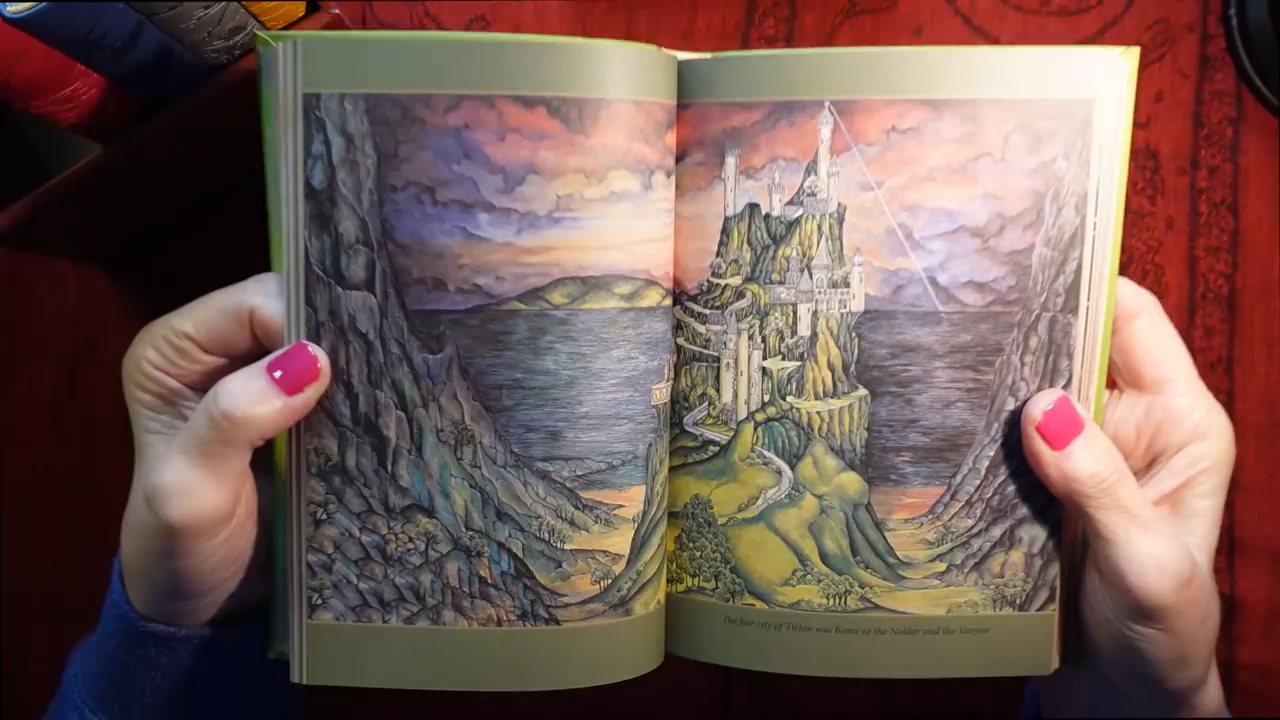 The fair city of Tirion was home to the Noldor and the Vanyar